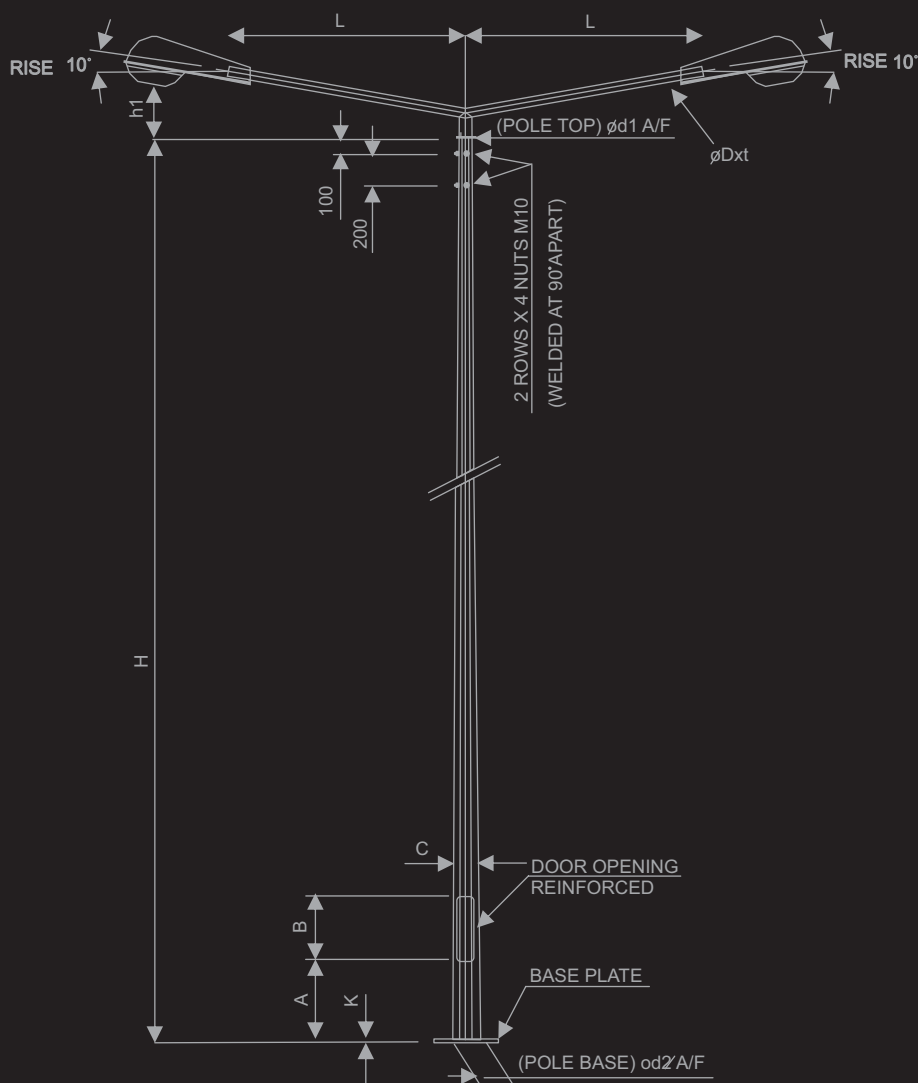 L
L
RISE 10°
RISE 10°
h1
(POLE TOP) ød1 A/F
øDxt
100
200
2 ROWS X 4 NUTS M10
(WELDED AT 90°APART)
H
C
DOOR OPENING
REINFORCED
B
A
K
BASE PLATE
(POLE BASE) od2 A/F